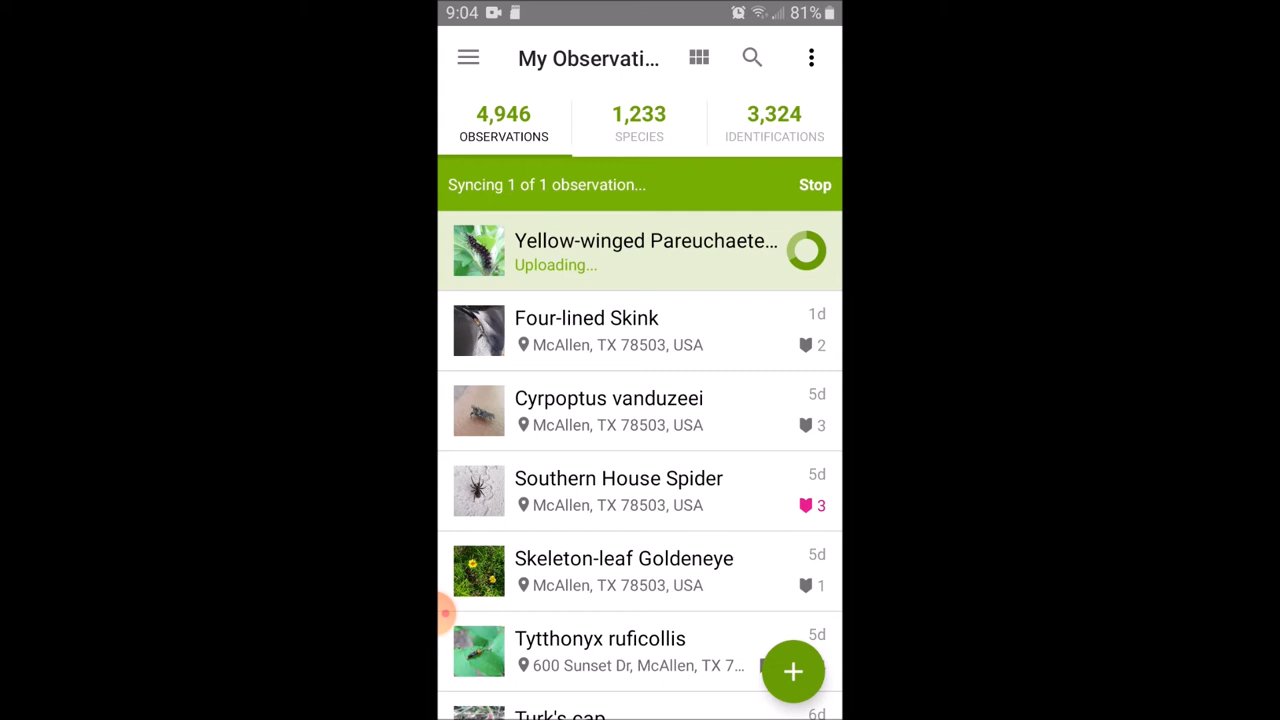 9:04 81%
My Observati...
4,946 1,233 3,324
OBSERVATIONS SPECIES IDENTIFICATIONS
Syncing 1 of 1 observation... Stop
Yellow-winged Pareuchaete...
Uploading...
Four-lined Skink 1d
McAllen, TX 78503, USA 2
Cyrpoptus vanduzeei 5d
McAllen, TX 78503, USA 3
Southern House Spider 5d
McAllen, TX 78503, USA 3
Skeleton-leaf Goldeneye 5d
McAllen, TX 78503, USA 1
Tytthonyx ruficollis 5d
600 Sunset Dr, McAllen, TX 7...
Turk's cap 6d